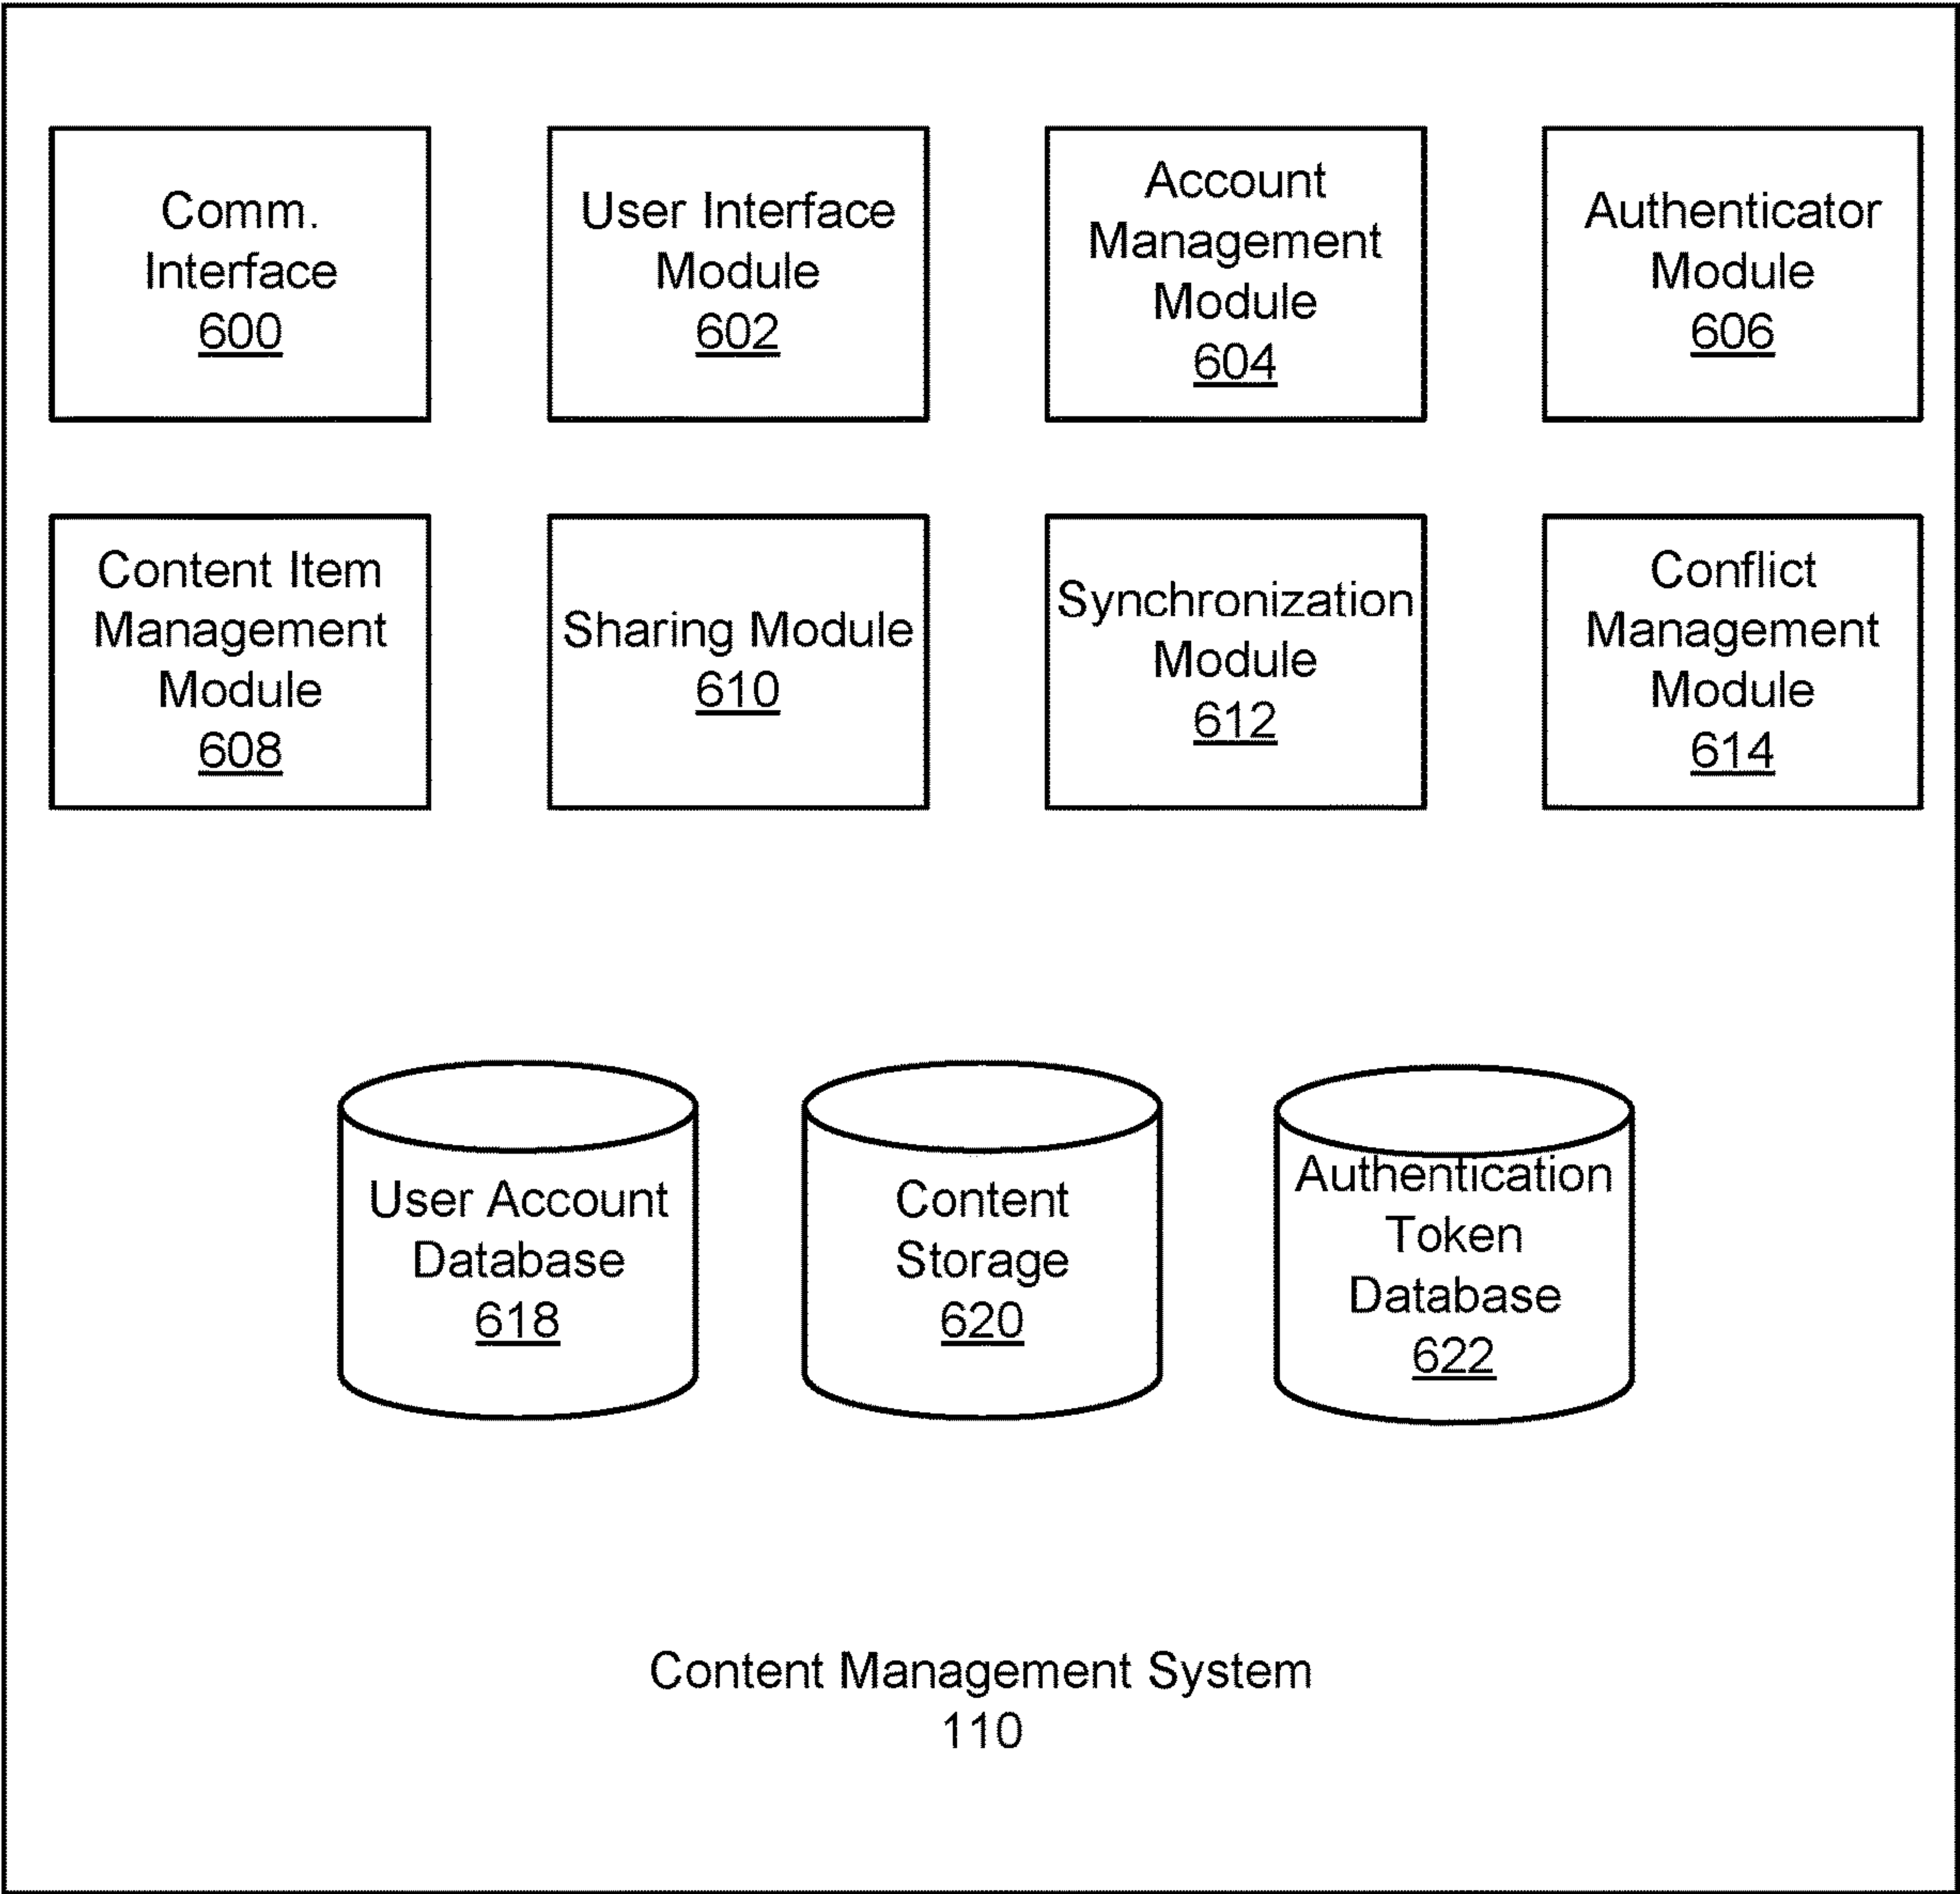 Comm.
Interface
600
User Interface
Module
602
Account
Management
Module
604
Authenticator
Module
606
Content Item
Management
Module
608
Sharing Module
610
Synchronization
Module
612
Conflict
Management
Module
614
User Account
Database
618
Content
Storage
620
Authentication
Token
Database
622
Content Management System
110